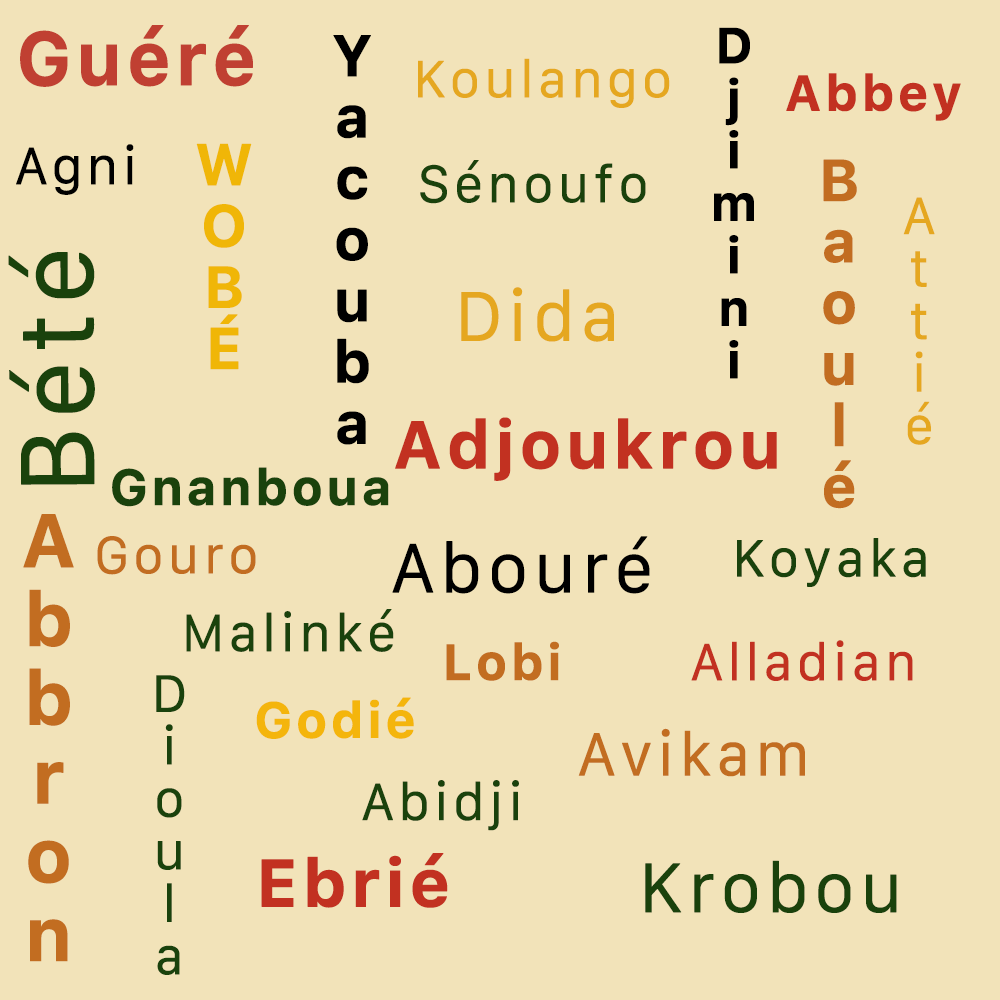 Guéré
Yacouba
Koulango
Djimini
Abbey
Agni
WOBÉ
Sénoufo
Baoulé
Attié
Bété
Dida
Adjoukrou
Gnanboua
Abbron
Gouro
Abouré
Koyaka
Malinké
Lobi
Alladian
Dioula
Godié
Avikam
Abidji
Ebrié
Krobou